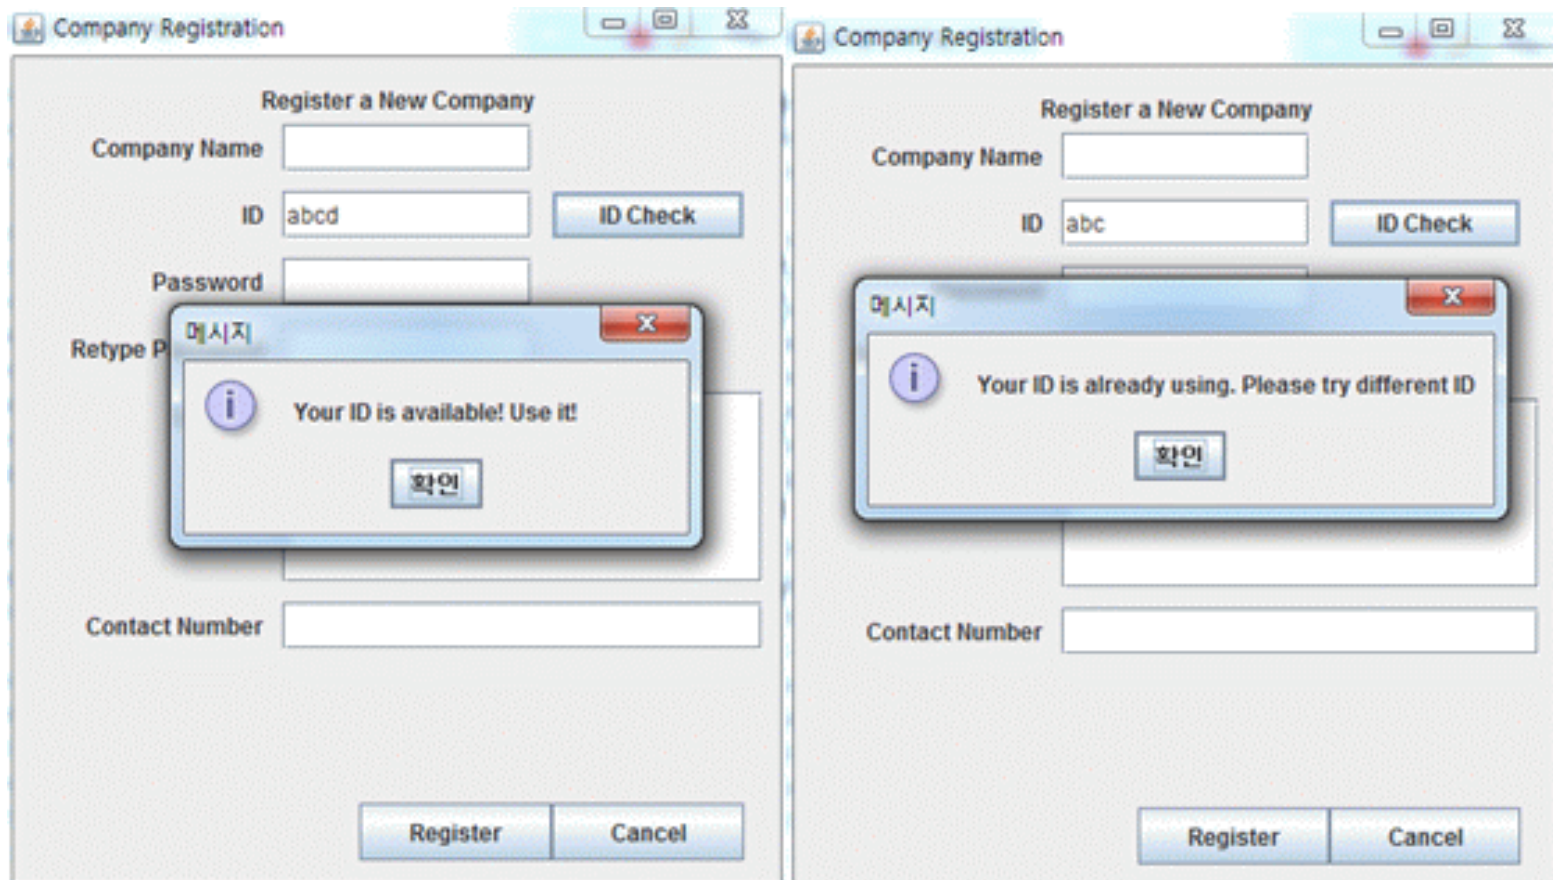 Company Registration
Register a New Company
Company Name
ID
abcd
ID Check
Password
Retype P
메시지
Your ID is available! Use it!
확인
Contact Number
Register
Cancel
Company Registration
Register a New Company
Company Name
ID
abc
ID Check
메시지
Your ID is already using. Please try different ID
확인
Contact Number
Register
Cancel